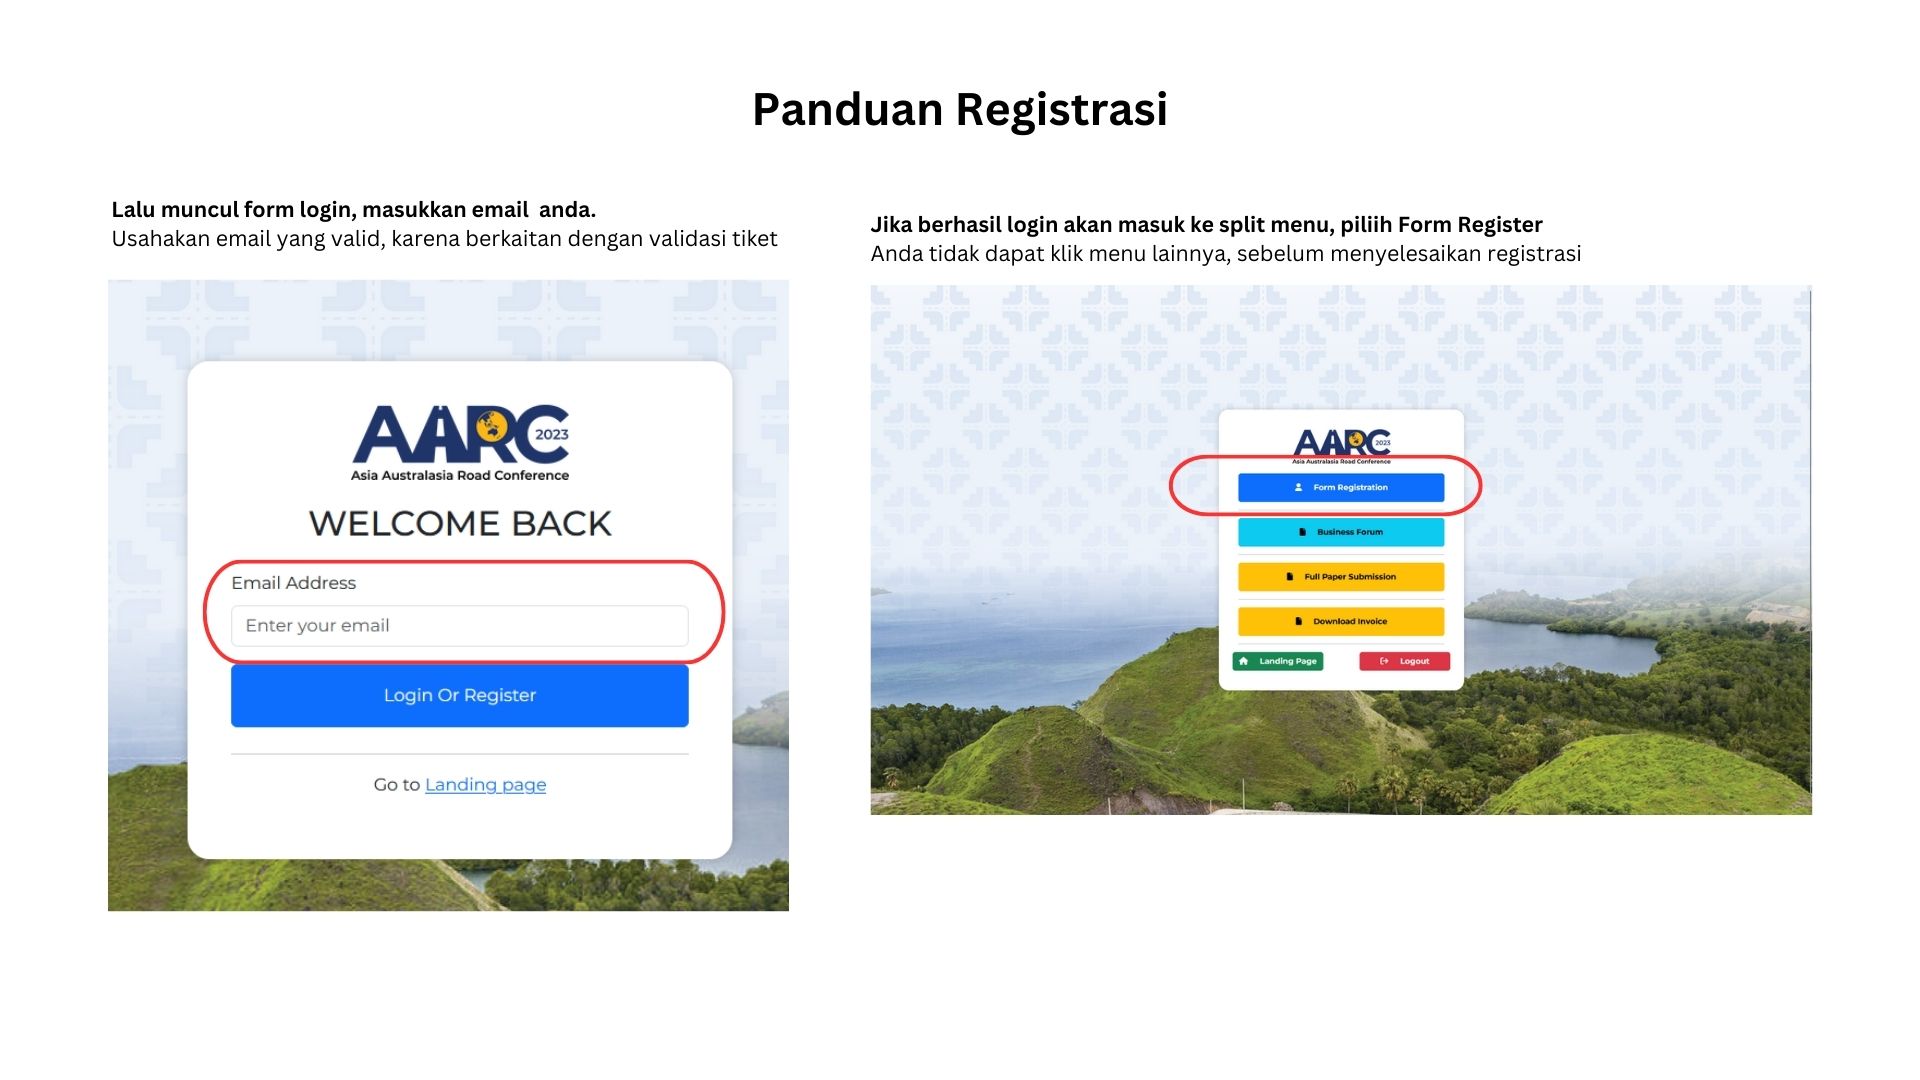 Panduan Registrasi
Lalu muncul form login, masukkan email  anda.
Usahakan email yang valid, karena berkaitan dengan validasi tiket
AARC 2023
Asia Australasia Road Conference
WELCOME BACK
Email Address
Enter your email
Login Or Register
Go to Landing page
Jika berhasil login akan masuk ke split menu, piliih Form Register
Anda tidak dapat klik menu lainnya, sebelum menyelesaikan registrasi
AARC 2023
Asia Australasia Road Conference
Form Registration
Business Forum
Full Paper Submission
Download Invoice
Landing Page Logout